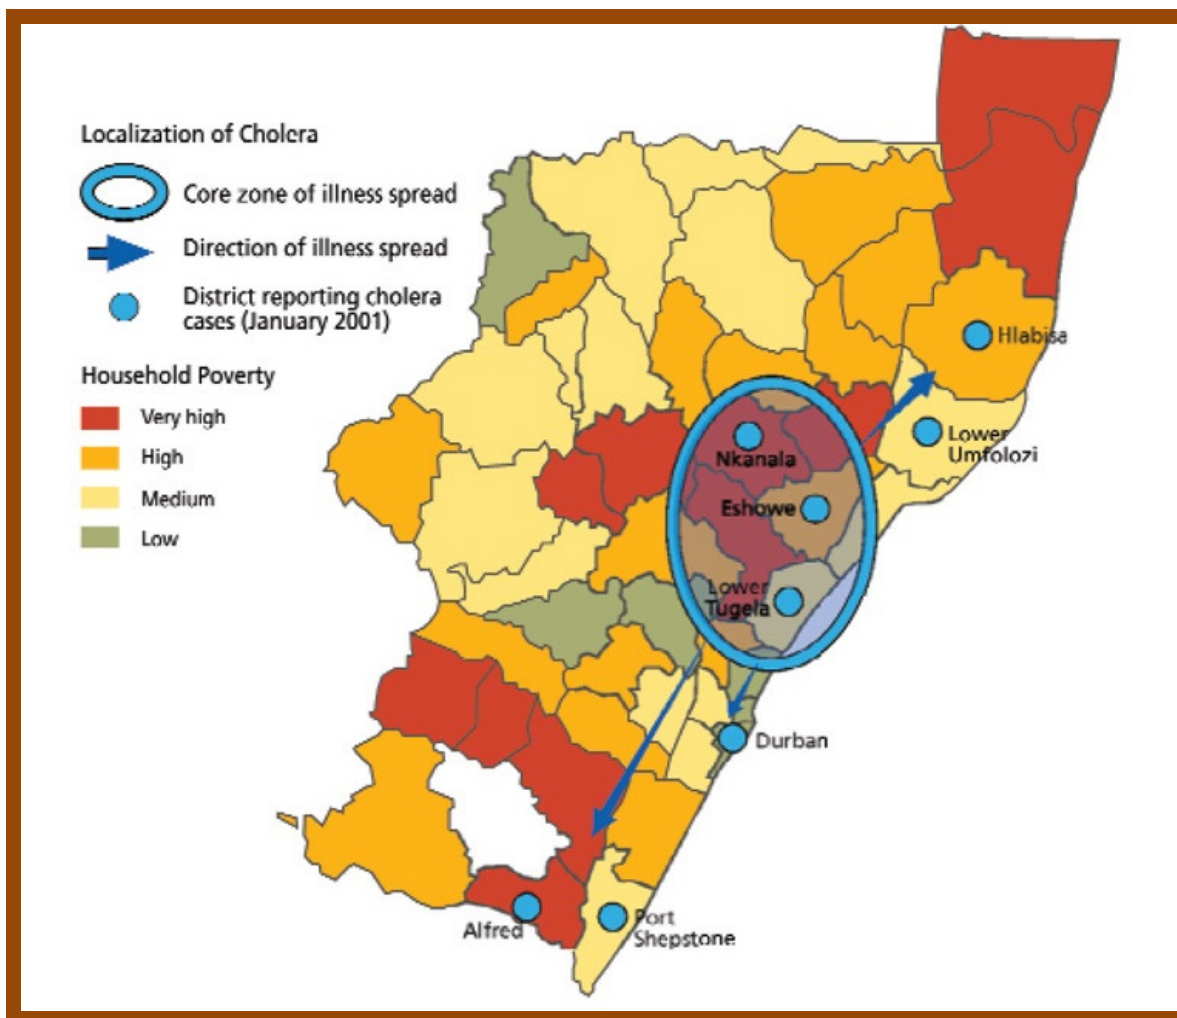 Localization of Cholera
Core zone of illness spread
Direction of illness spread
District reporting cholera
cases (January 2001)
Household Poverty
Very high
High
Medium
Low
Hlabisa
Lower
Umfolozi
Nkanala
Eshowe
Lower
Tugela
Durban
Alfred
Port
Shepstone